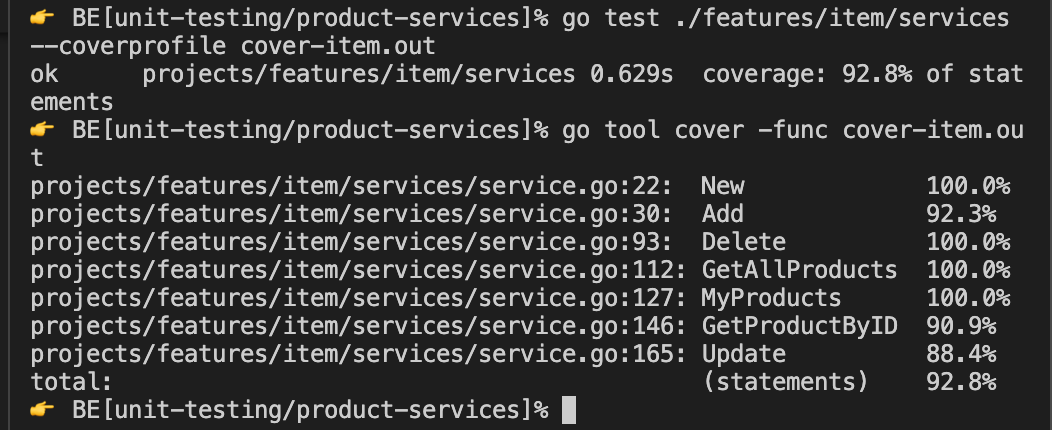 👉 BE[unit-testing/product-services]% go test ./features/item/services
--coverprofile cover-item.out
ok      projects/features/item/services 0.629s  coverage: 92.8% of stat
ements
👉 BE[unit-testing/product-services]% go tool cover -func cover-item.ou
t
projects/features/item/services/service.go:22:  New             100.0%
projects/features/item/services/service.go:30:  Add             92.3%
projects/features/item/services/service.go:93:  Delete          100.0%
projects/features/item/services/service.go:112: GetAllProducts  100.0%
projects/features/item/services/service.go:127: MyProducts      100.0%
projects/features/item/services/service.go:146: GetProductByID  90.9%
projects/features/item/services/service.go:165: Update          88.4%
total:                                          (statements)    92.8%
👉 BE[unit-testing/product-services]%